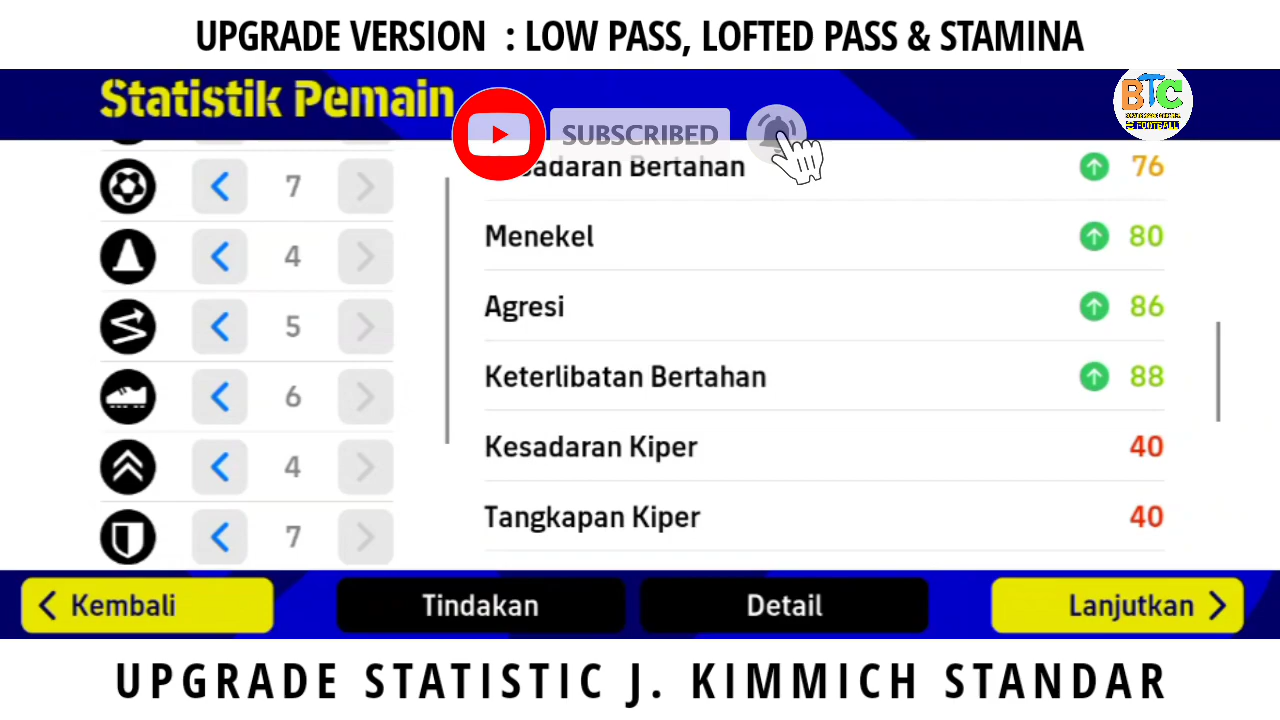 UPGRADE VERSION : LOW PASS, LOFTED PASS & STAMINA
Statistik Pemain
SUBSCRIBED
BTC
FOOTBALL
7
Bertahan 76
4
Menekel 80
5
Agresi 86
6
Keterlibatan Bertahan 88
4
Kesadaran Kiper 40
7
Tangkapan Kiper 40
Kembali Tindakan Detail Lanjutkan
UPGRADE STATISTIC J. KIMMICH STANDAR